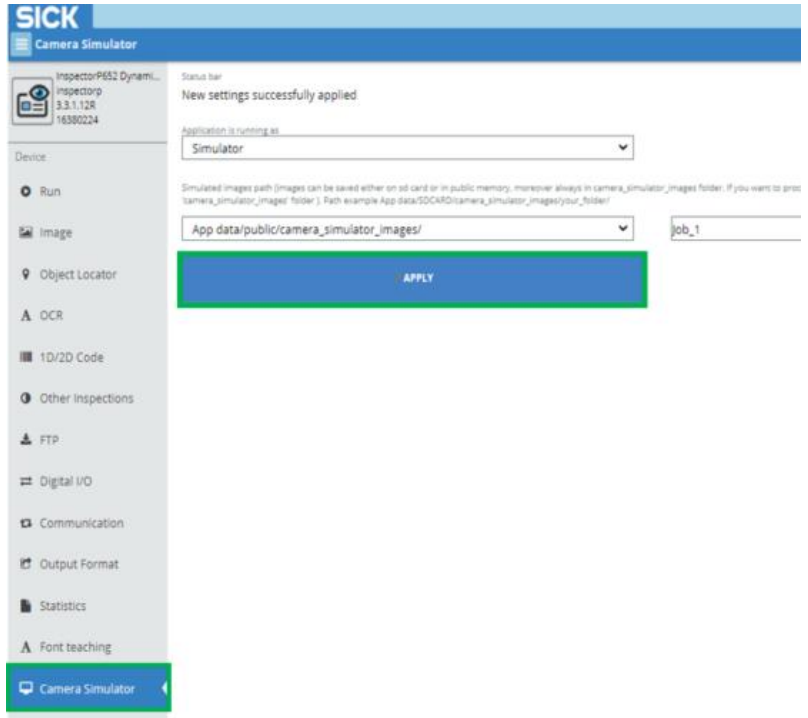 SICK
Camera Simulator
InspectorP652 Dynami...
inspectorp
3.3.1.12R
16380224
Device
Run
Image
Object Locator
OCR
1D/2D Code
Other Inspections
FTP
Digital I/O
Communication
Output Format
Statistics
Font teaching
Camera Simulator
Status bar
New settings successfully applied
Application is running as
Simulator
Simulated images path (Images can be saved either on sd card or in public memory, moreover always in camera_simulator_images folder. If you want to proc
'camera_simulator_images' folder ). Path example App data/SDCARD/camera_simulator_images/your_folder/
App data/public/camera_simulator_images/
Job_1
APPLY